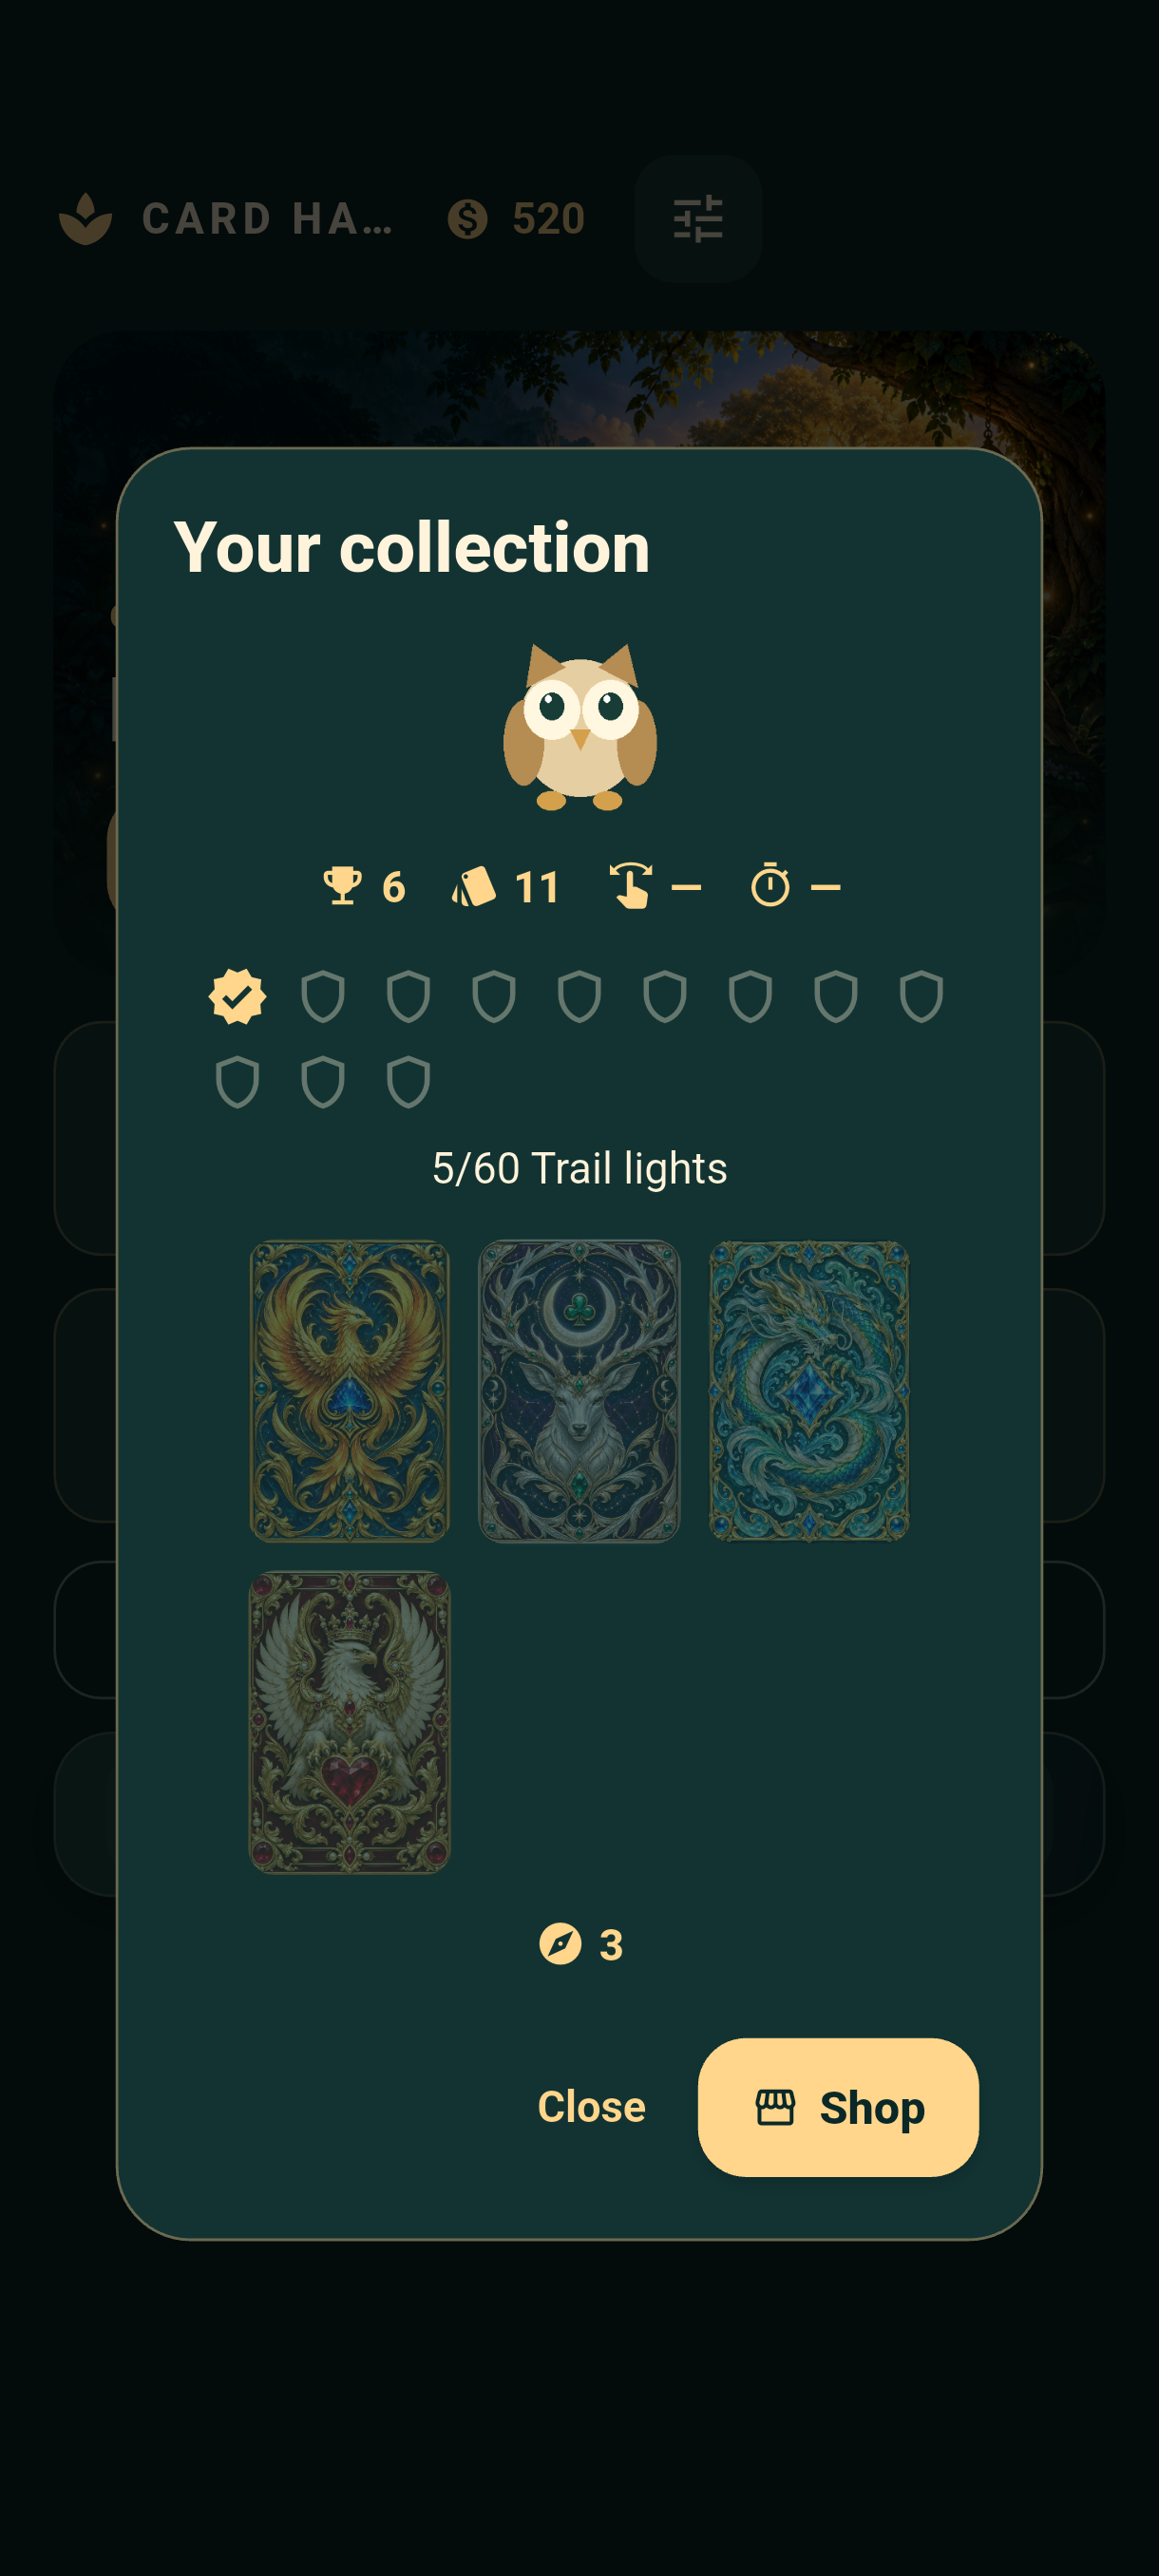 CARD HA… 520
Your collection
6 11 — —
5/60 Trail lights
3
Close Shop